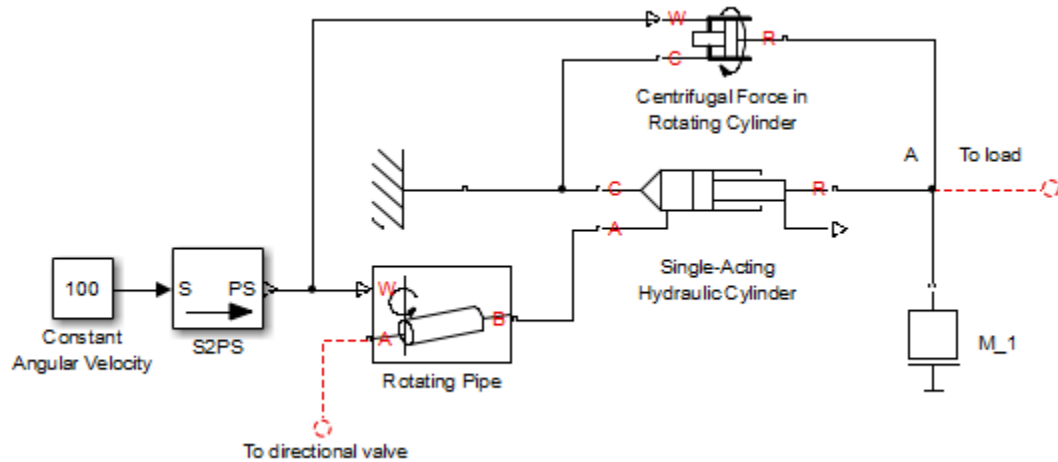 W
R
C
Centrifugal Force in
Rotating Cylinder
A
To load
C
R
A
Single-Acting
Hydraulic Cylinder
100
S PS
Constant
Angular Velocity
S2PS
W
A
B
Rotating Pipe
M_1
To directional valve